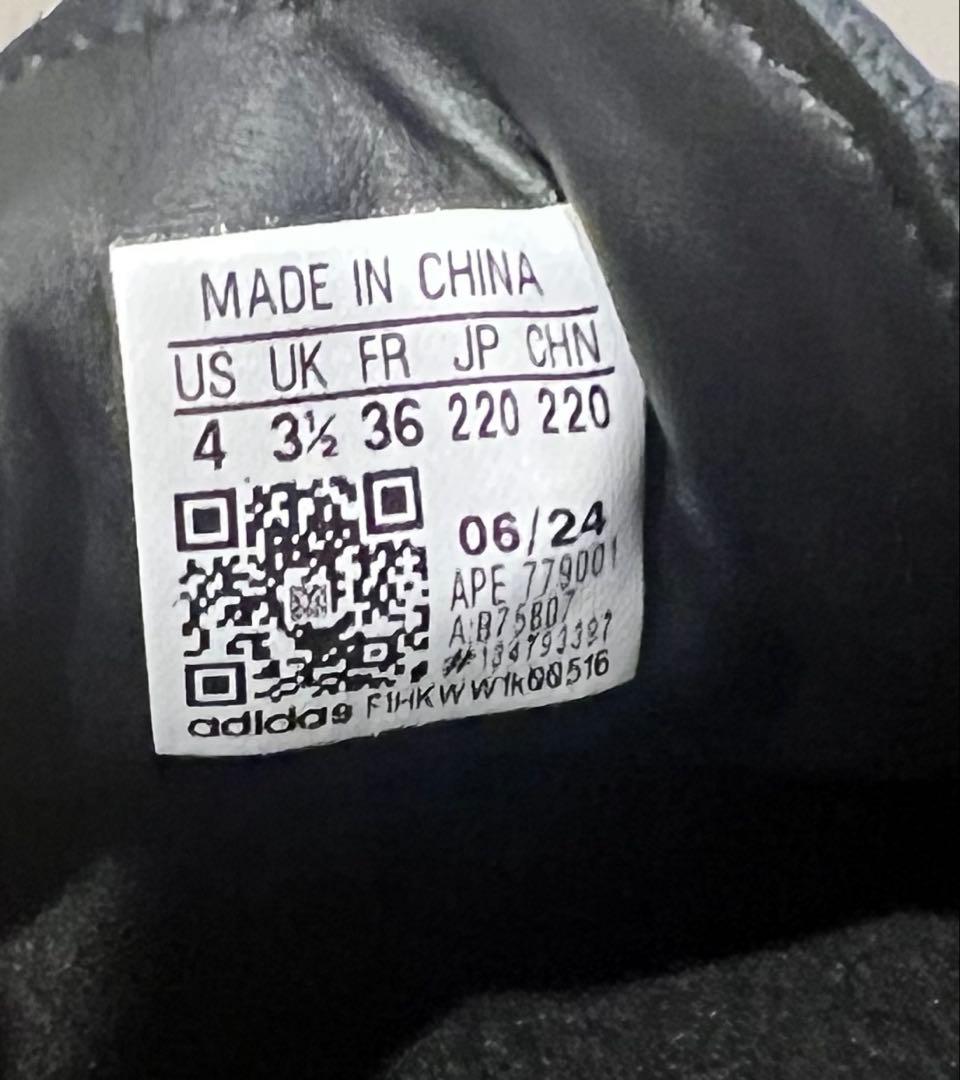 MADE IN CHINA
US UK FR JP CHN
4 3½ 36 220 220
06/24
APE 779001
adidas